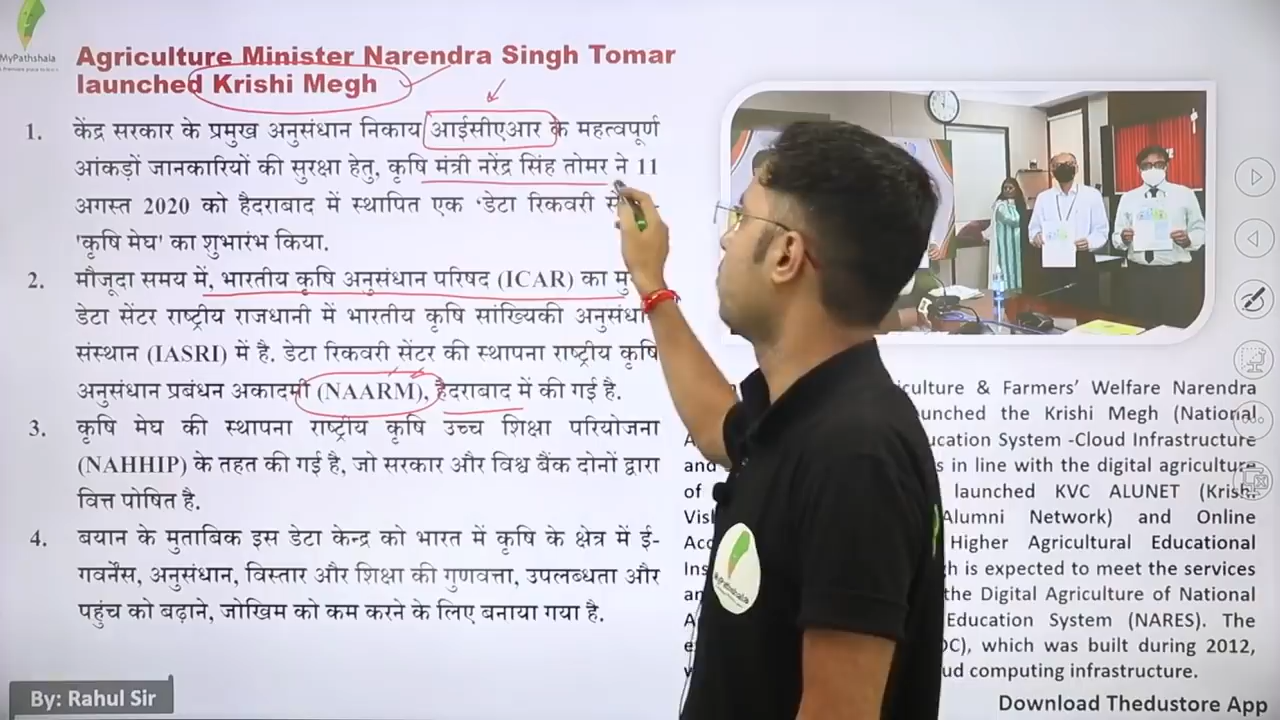 MyPathshala
Agriculture Minister Narendra Singh Tomar
launched Krishi Megh
1. केंद्र सरकार के प्रमुख अनुसंधान निकाय आईसीएआर के महत्वपूर्ण
आंकड़ों जानकारियों की सुरक्षा हेतु, कृषि मंत्री नरेंद्र सिंह तोमर ने 11
अगस्त 2020 को हैदराबाद में स्थापित एक 'डेटा रिकवरी
'कृषि मेघ' का शुभारंभ किया.
2. मौजूदा समय में, भारतीय कृषि अनुसंधान परिषद (ICAR) का
डेटा सेंटर राष्ट्रीय राजधानी में भारतीय कृषि सांख्यिकी
संस्थान (IASRI) में है. डेटा रिकवरी सेंटर की स्थापना राष्ट्रीय कृषि
अनुसंधान प्रबंधन अकादमी (NAARM), हैदराबाद में की गई है.
3. कृषि मेघ की स्थापना राष्ट्रीय कृषि उच्च शिक्षा परियोजना
(NAHHIP) के तहत की गई है, जो सरकार और विश्व बैंक दोनों द्वारा
वित्त पोषित है.
4. बयान के मुताबिक इस डेटा केन्द्र को भारत में कृषि के क्षेत्र में ई-
गवर्नेंस, अनुसंधान, विस्तार और शिक्षा की गुणवत्ता, उपलब्धता और
पहुंच को बढ़ाने, जोखिम को कम करने के लिए बनाया गया है.
& Farmers' Welfare Narendra
the Krishi Megh (National
System -Cloud Infrastructure
and s in line with the digital agriculture
of launched KVC ALUNET (Krishi
Alumni Network) and Online
Higher Agricultural Educational
is expected to meet the services
the Digital Agriculture of National
Education System (NARES). The
which was built during 2012,
computing infrastructure.
MyPathshala
By: Rahul Sir
Download Thedustore App